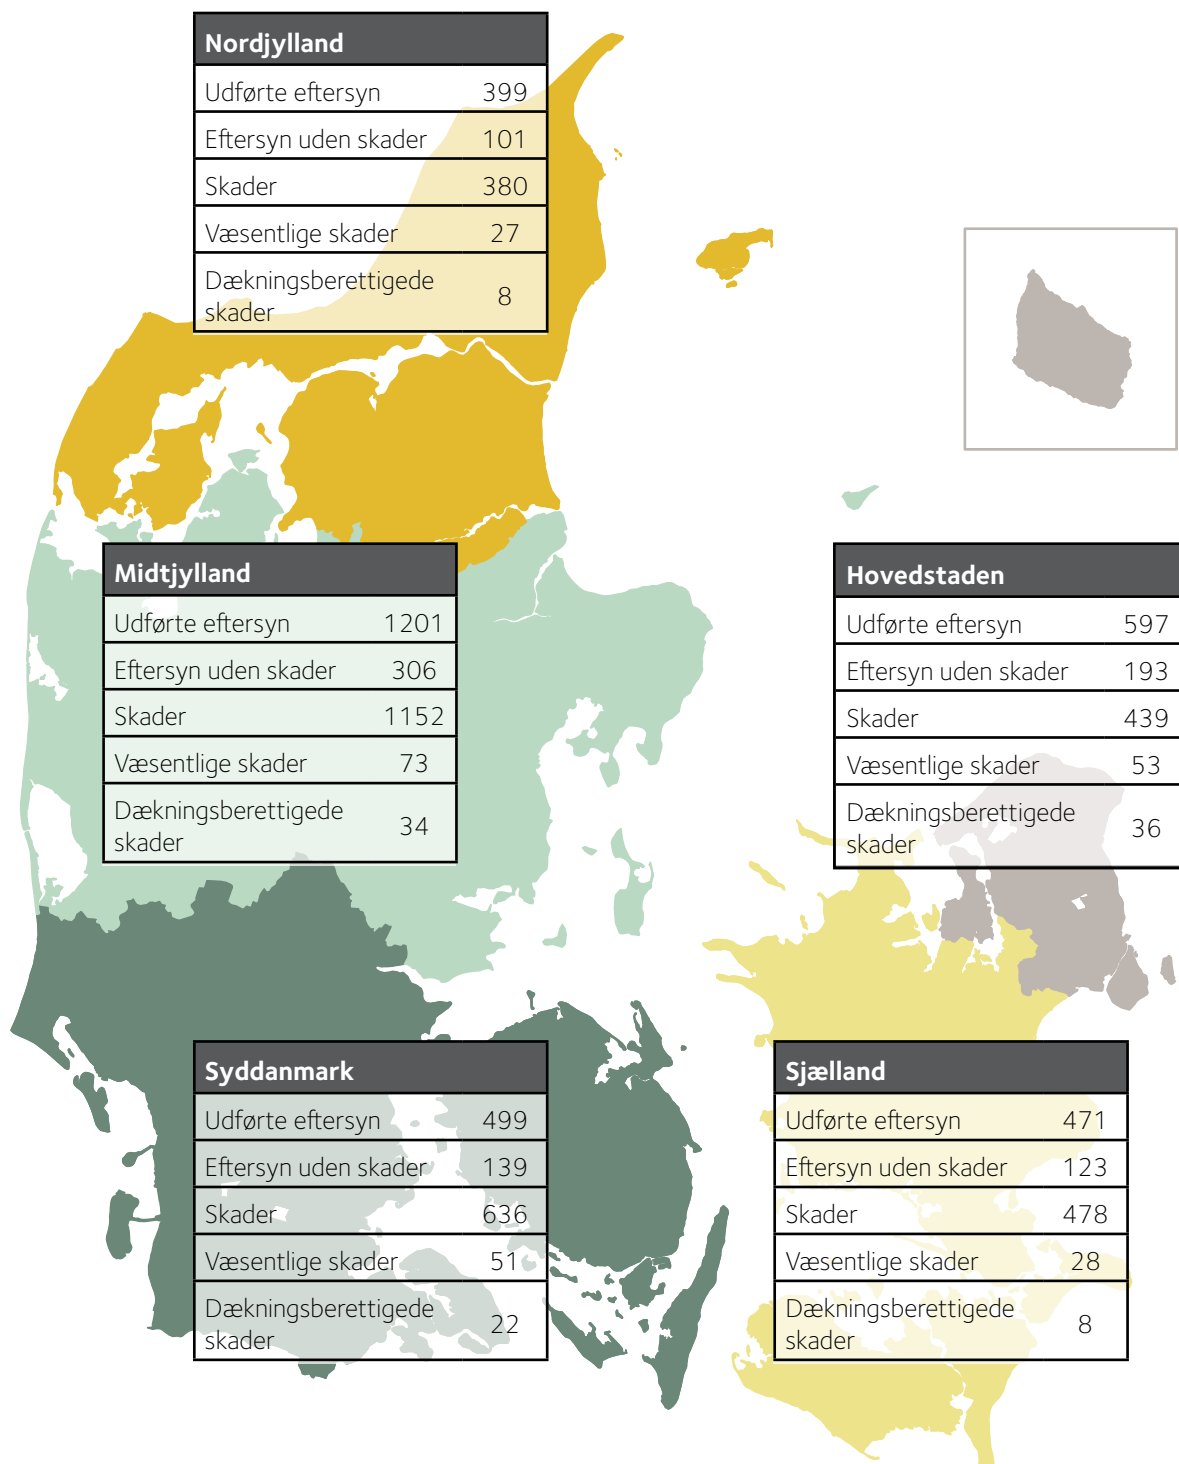 Nordjylland
Udførte eftersyn 399
Eftersyn uden skader 101
Skader 380
Væsentlige skader 27
Dækningsberettigede
skader 8
Midtjylland
Udførte eftersyn 1201
Eftersyn uden skader 306
Skader 1152
Væsentlige skader 73
Dækningsberettigede
skader 34
Hovedstaden
Udførte eftersyn 597
Eftersyn uden skader 193
Skader 439
Væsentlige skader 53
Dækningsberettigede
skader 36
Syddanmark
Udførte eftersyn 499
Eftersyn uden skader 139
Skader 636
Væsentlige skader 51
Dækningsberettigede
skader 22
Sjælland
Udførte eftersyn 471
Eftersyn uden skader 123
Skader 478
Væsentlige skader 28
Dækningsberettigede
skader 8